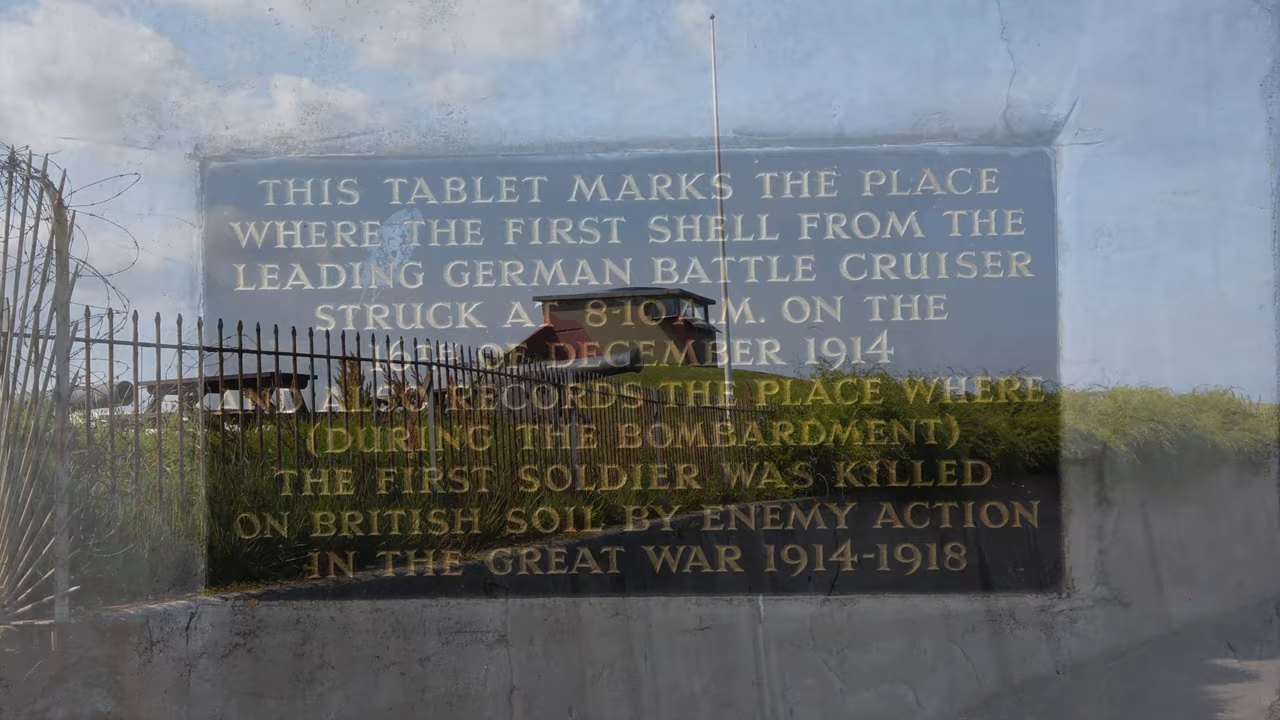 THIS TABLET MARKS THE PLACE
WHERE THE FIRST SHELL FROM THE
LEADING GERMAN BATTLE CRUISER
STRUCK AT 8-10 A.M. ON THE
16TH OF DECEMBER 1914
AND ALSO RECORDS THE PLACE WHERE
(DURING THE BOMBARDMENT)
THE FIRST SOLDIER WAS KILLED
ON BRITISH SOIL BY ENEMY ACTION
IN THE GREAT WAR 1914-1918